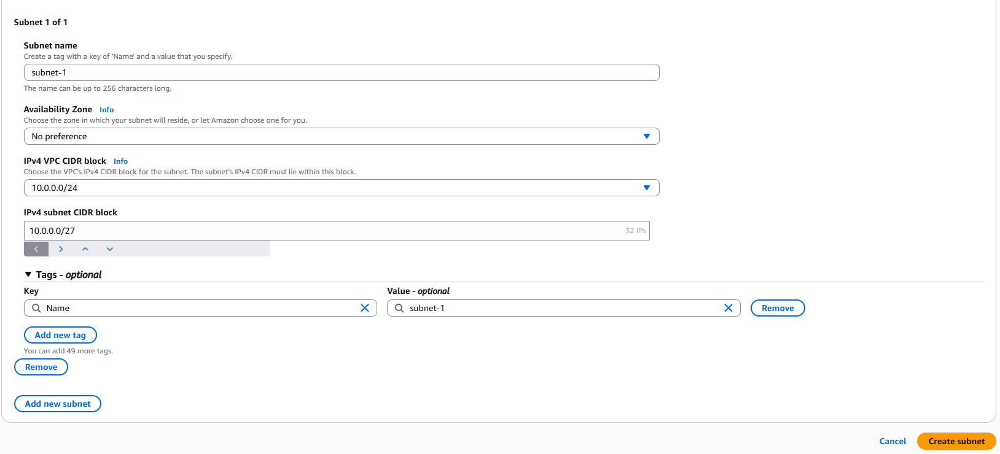 Subnet 1 of 1
Subnet name
Create a tag with a key of 'Name' and a value that you specify.
subnet-1
The name can be up to 256 characters long.
Availability Zone Info
Choose the zone in which your subnet will reside, or let Amazon choose one for you.
No preference
IPv4 VPC CIDR block Info
Choose the VPC's IPv4 CIDR block for the subnet. The subnet's IPv4 CIDR must lie within this block.
10.0.0.0/24
IPv4 subnet CIDR block
10.0.0.0/27 32 IPs
Tags - optional
Key Value - optional
Name subnet-1 Remove
Add new tag
You can add 49 more tags.
Remove
Add new subnet
Cancel Create subnet